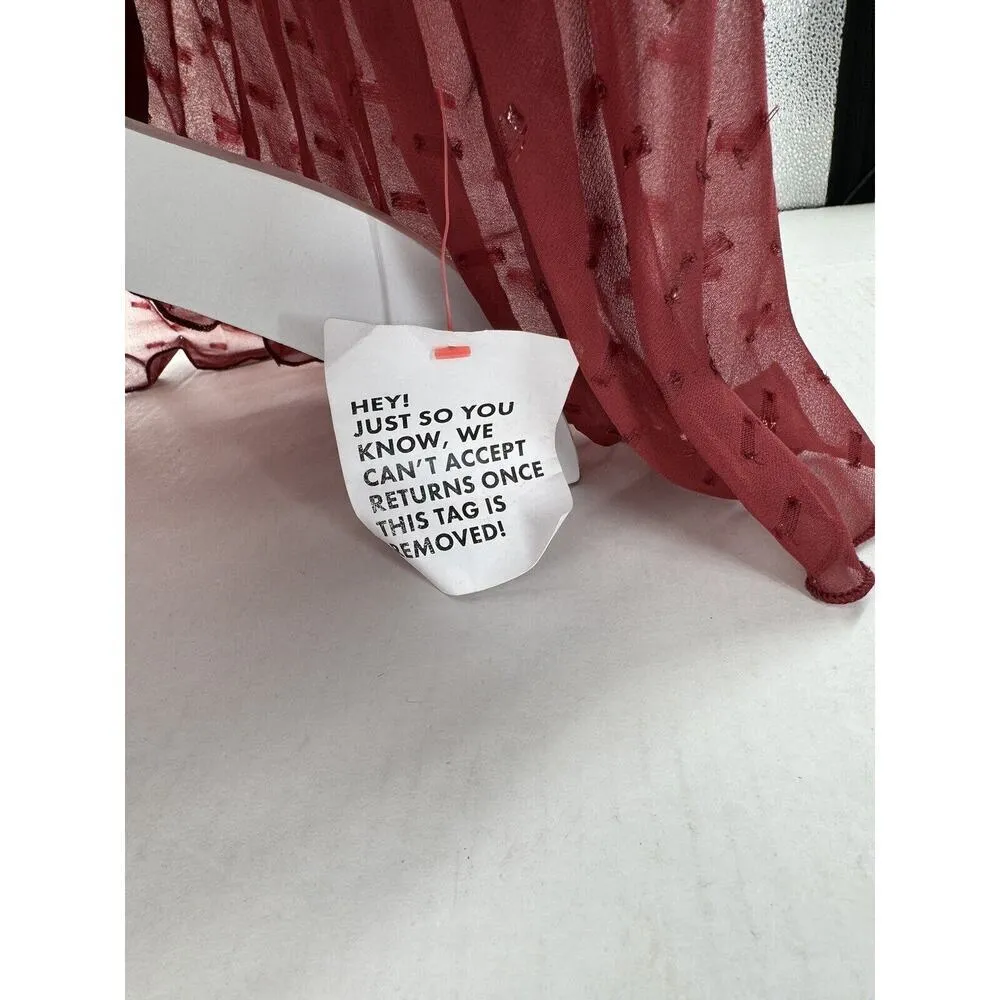 HEY!
JUST SO YOU
KNOW, WE
CAN'T ACCEPT
RETURNS ONCE
THIS TAG IS
REMOVED!